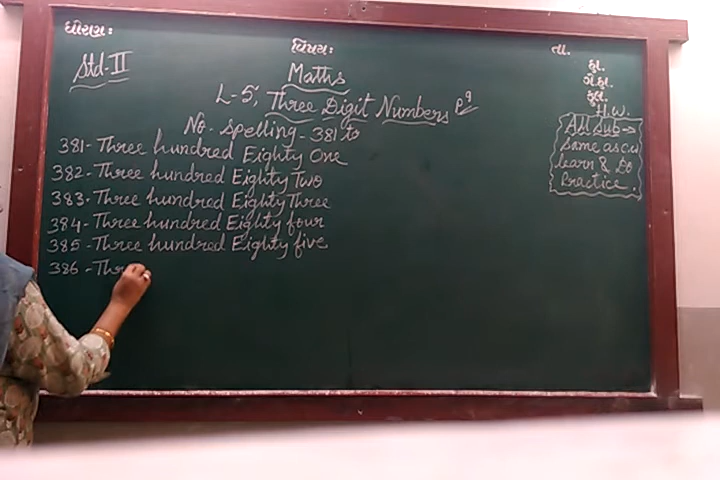 ધોરણઃ
વિષયઃ
તા.
Std-II
Maths
હા.
ગે.હા.
કુલ.
L-5, Three Digit Numbers
H.W.
No. Spelling - 381 to
All Sub →
Same as c.w
learn & Do
Practice.
381- Three hundred Eighty One
382- Three hundred Eighty Two
383- Three hundred Eighty Three
384- Three hundred Eighty four
385- Three hundred Eighty five
386- Thr